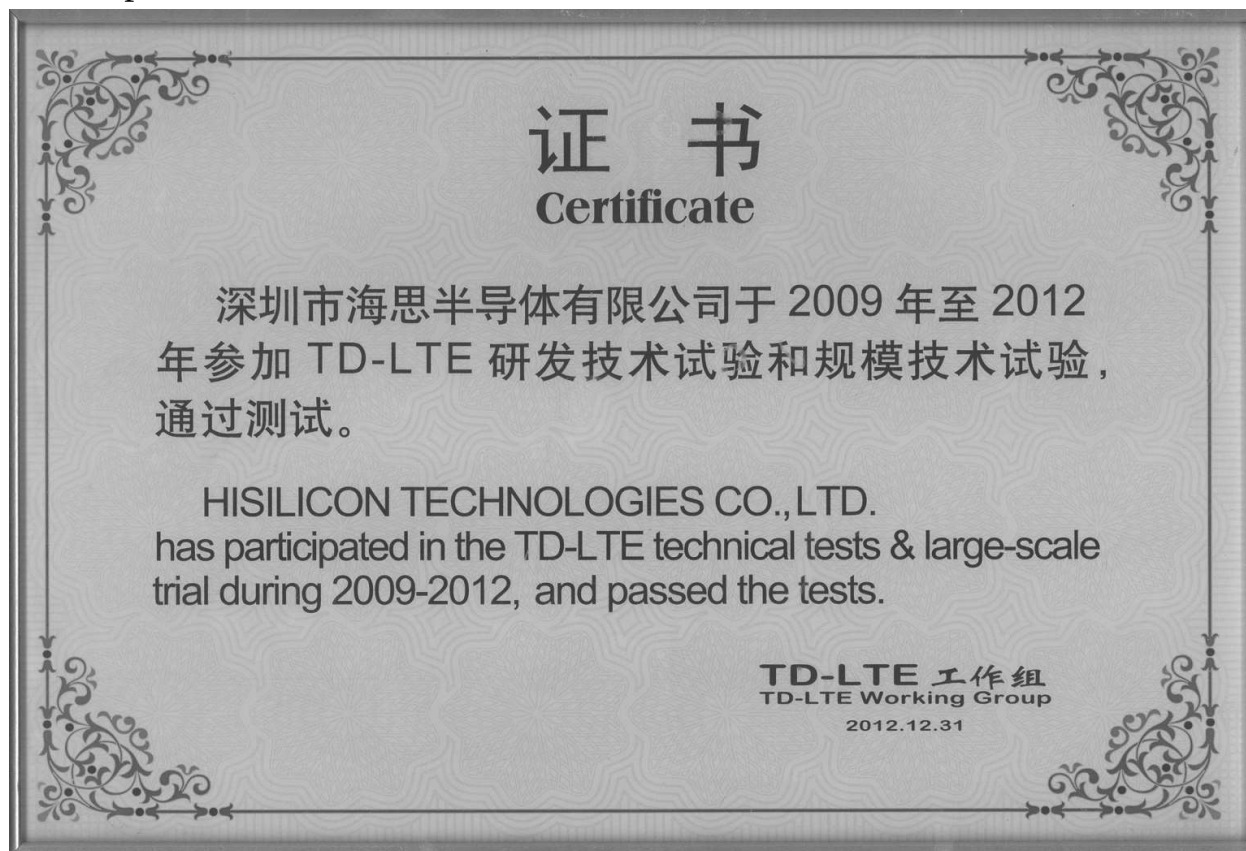 证 书
Certificate
深圳市海思半导体有限公司于 2009 年至 2012
年参加 TD-LTE 研发技术试验和规模技术试验，
通过测试。
HISILICON TECHNOLOGIES CO.,LTD.
has participated in the TD-LTE technical tests & large-scale
trial during 2009-2012, and passed the tests.
TD-LTE 工作组
TD-LTE Working Group
2012.12.31